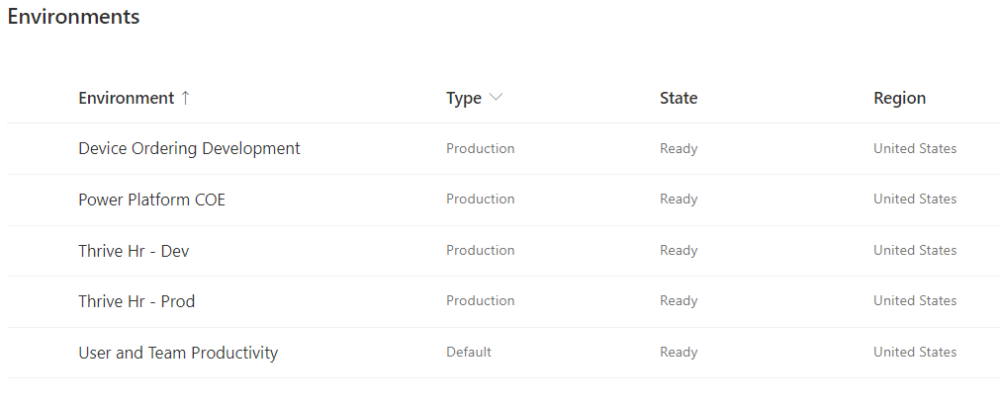 Environments
Environment ↑ Type State Region
Device Ordering Development Production Ready United States
Power Platform COE Production Ready United States
Thrive Hr - Dev Production Ready United States
Thrive Hr - Prod Production Ready United States
User and Team Productivity Default Ready United States